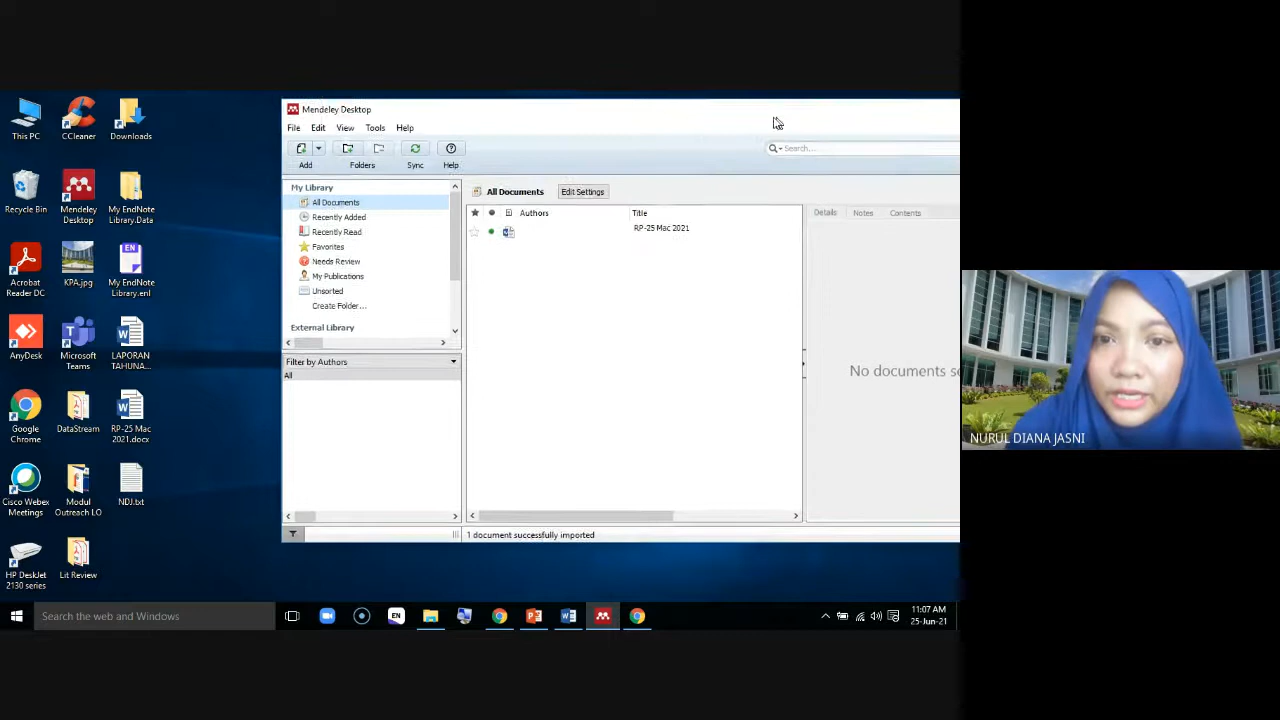 This PC
CCleaner
Downloads
Recycle Bin
Mendeley
Desktop
My EndNote
Library.Data
Acrobat
Reader DC
KPA.jpg
EN
My EndNote
Library.enl
AnyDesk
Microsoft
Teams
LAPORAN
TAHUNA...
Google
Chrome
DataStream
RP-25 Mac
2021.docx
Cisco Webex
Meetings
Modul
Outreach LO
NDJ.txt
HP DeskJet
2130 series
Lit Review
Mendeley Desktop
File Edit View Tools Help
Add Folders Sync Help
Search...
My Library
All Documents
Recently Added
Recently Read
Favorites
Needs Review
My Publications
Unsorted
Create Folder...
External Library
Filter by Authors
All
All Documents Edit Settings
Authors Title
RP-25 Mac 2021
Details Notes Contents
No documents se
1 document successfully imported
NURUL DIANA JASNI
Search the web and Windows
EN
11:07 AM
25-Jun-21